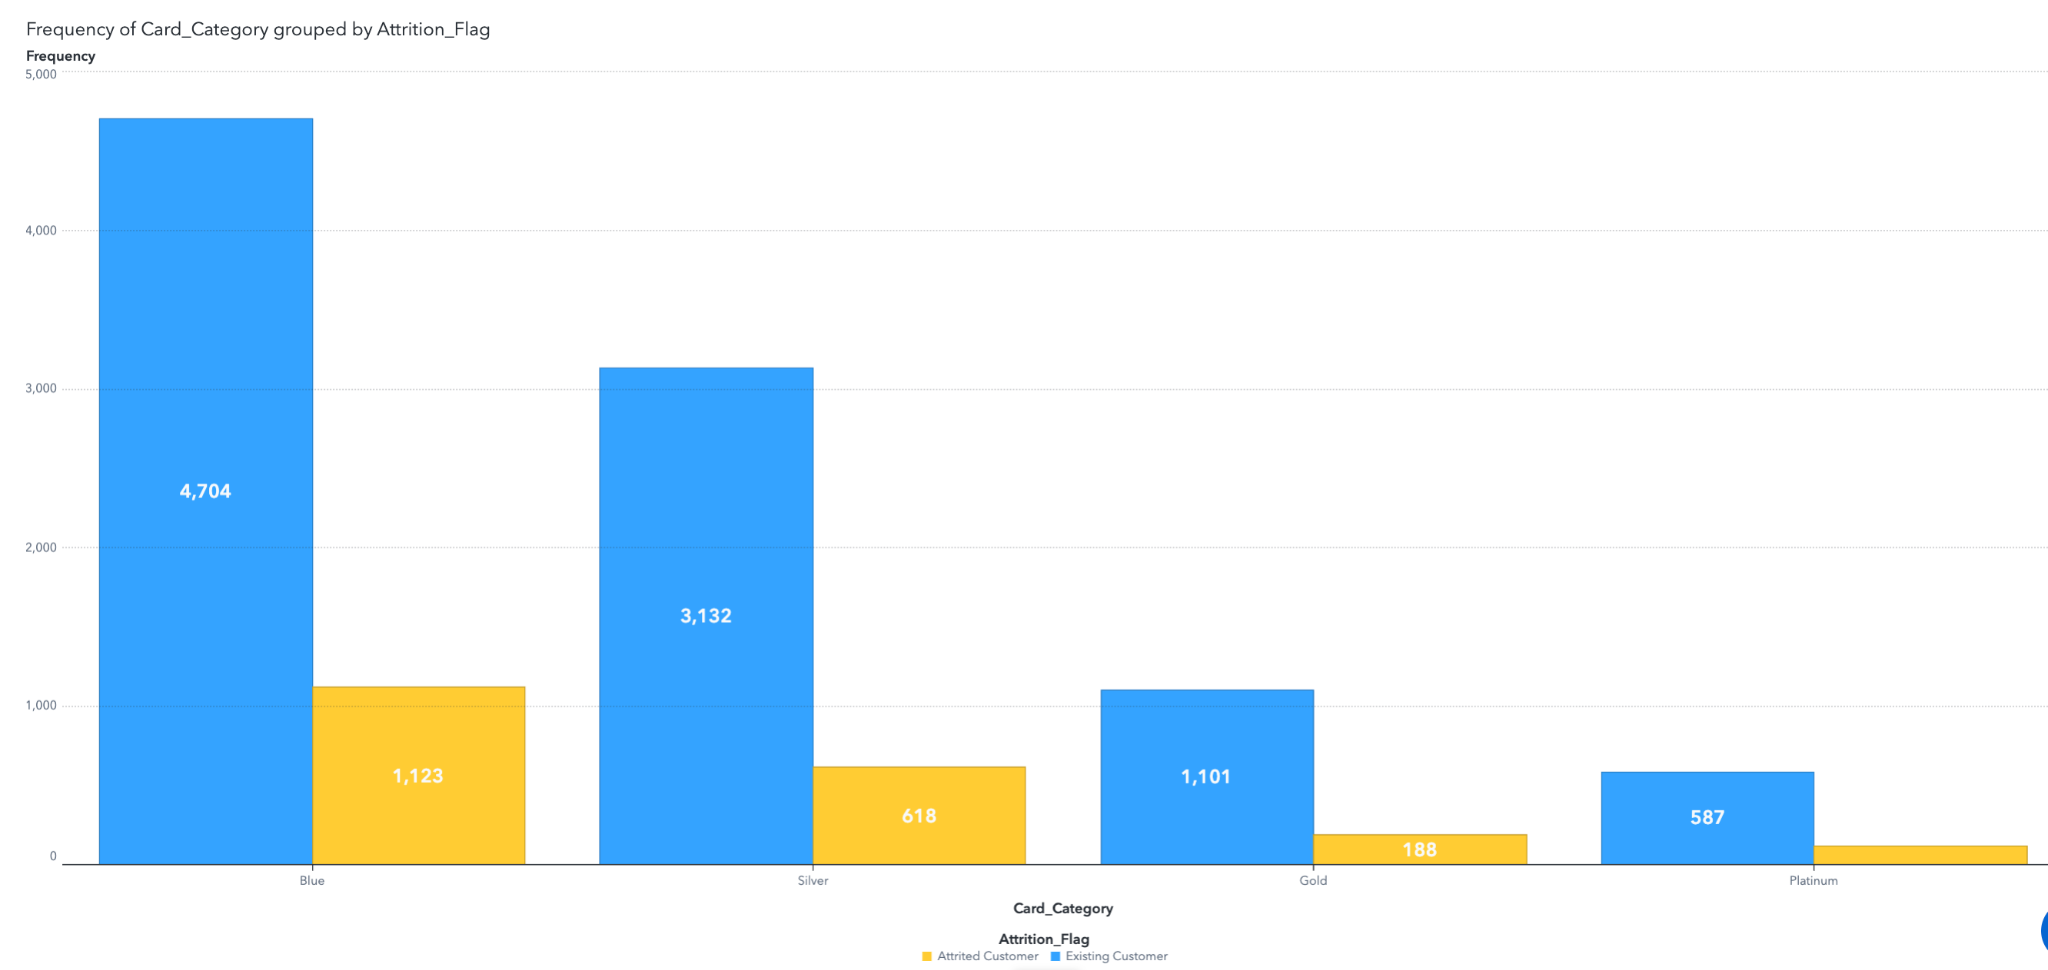 Frequency of Card_Category grouped by Attrition_Flag
Frequency
5,000
4,000
3,000
2,000
1,000
0
4,704
1,123
3,132
618
1,101
188
587
Blue
Silver
Gold
Platinum
Card_Category
Attrition_Flag
Attrited Customer
Existing Customer